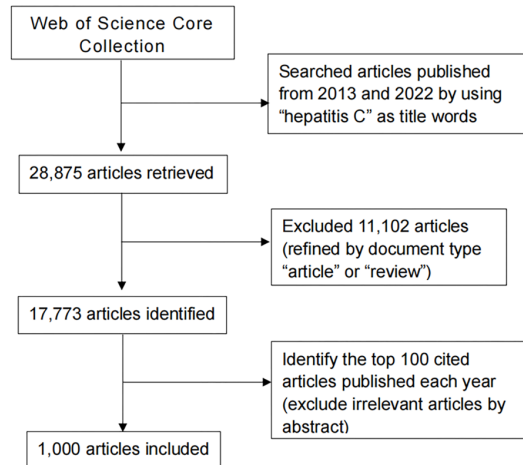 Web of Science Core
Collection
Searched articles published
from 2013 and 2022 by using
“hepatitis C” as title words
28,875 articles retrieved
Excluded 11,102 articles
(refined by document type
“article” or “review”)
17,773 articles identified
Identify the top 100 cited
articles published each year
(exclude irrelevant articles by
abstract)
1,000 articles included